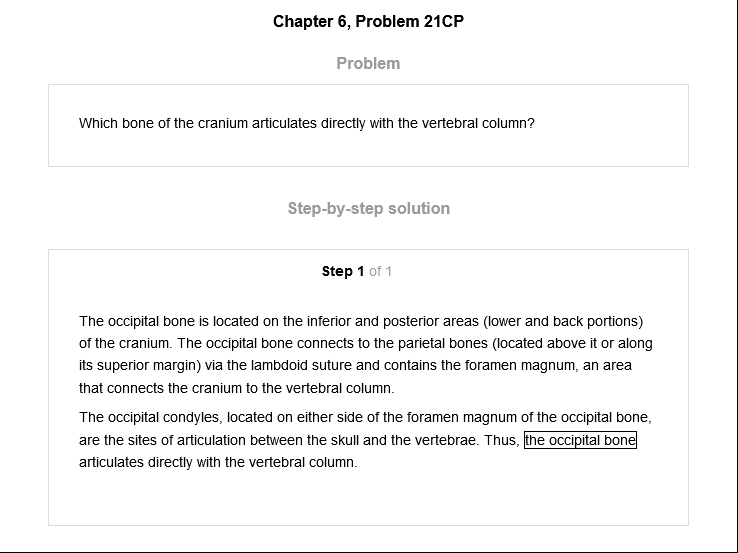 Chapter 6, Problem 21CP
Problem
Which bone of the cranium articulates directly with the vertebral column?
Step-by-step solution
Step 1 of 1
The occipital bone is located on the inferior and posterior areas (lower and back portions)
of the cranium. The occipital bone connects to the parietal bones (located above it or along
its superior margin) via the lambdoid suture and contains the foramen magnum, an area
that connects the cranium to the vertebral column.
The occipital condyles, located on either side of the foramen magnum of the occipital bone,
are the sites of articulation between the skull and the vertebrae. Thus, the occipital bone
articulates directly with the vertebral column.